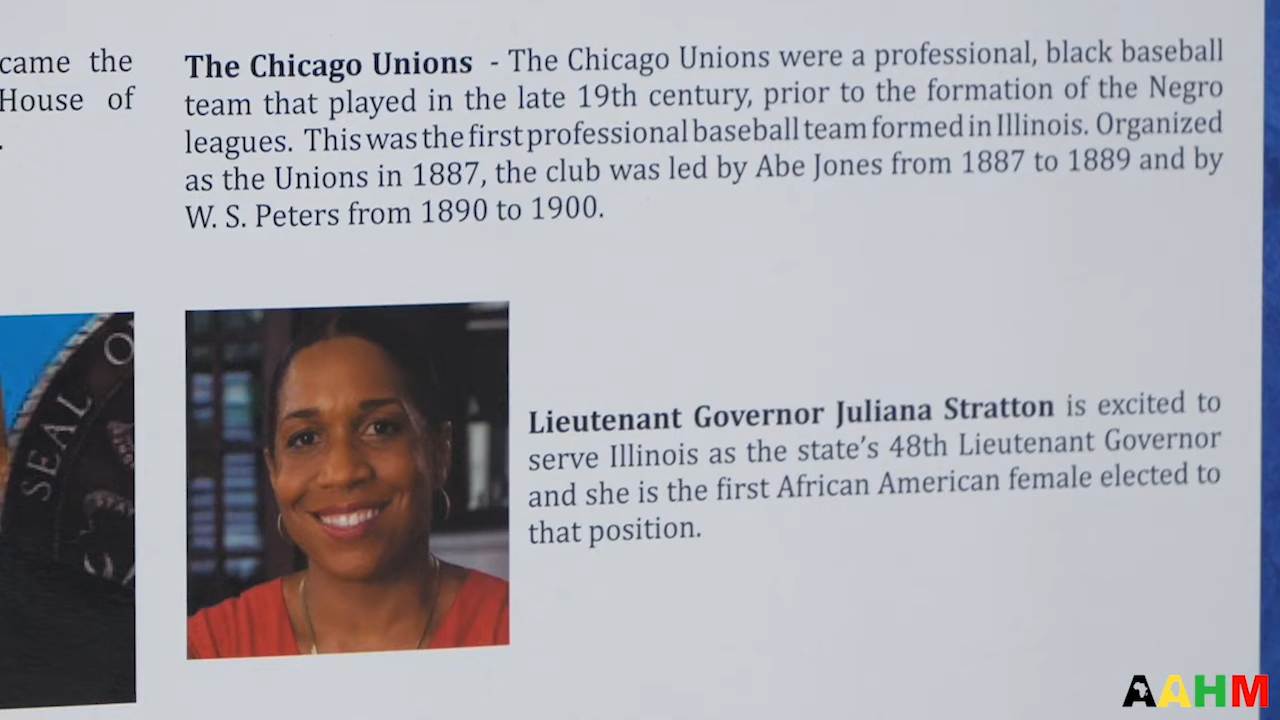 came the
House of
.
The Chicago Unions - The Chicago Unions were a professional, black baseball
team that played in the late 19th century, prior to the formation of the Negro
leagues. This was the first professional baseball team formed in Illinois. Organized
as the Unions in 1887, the club was led by Abe Jones from 1887 to 1889 and by
W. S. Peters from 1890 to 1900.
SEAL O
Lieutenant Governor Juliana Stratton is excited to
serve Illinois as the state's 48th Lieutenant Governor
and she is the first African American female elected to
that position.
AAHM